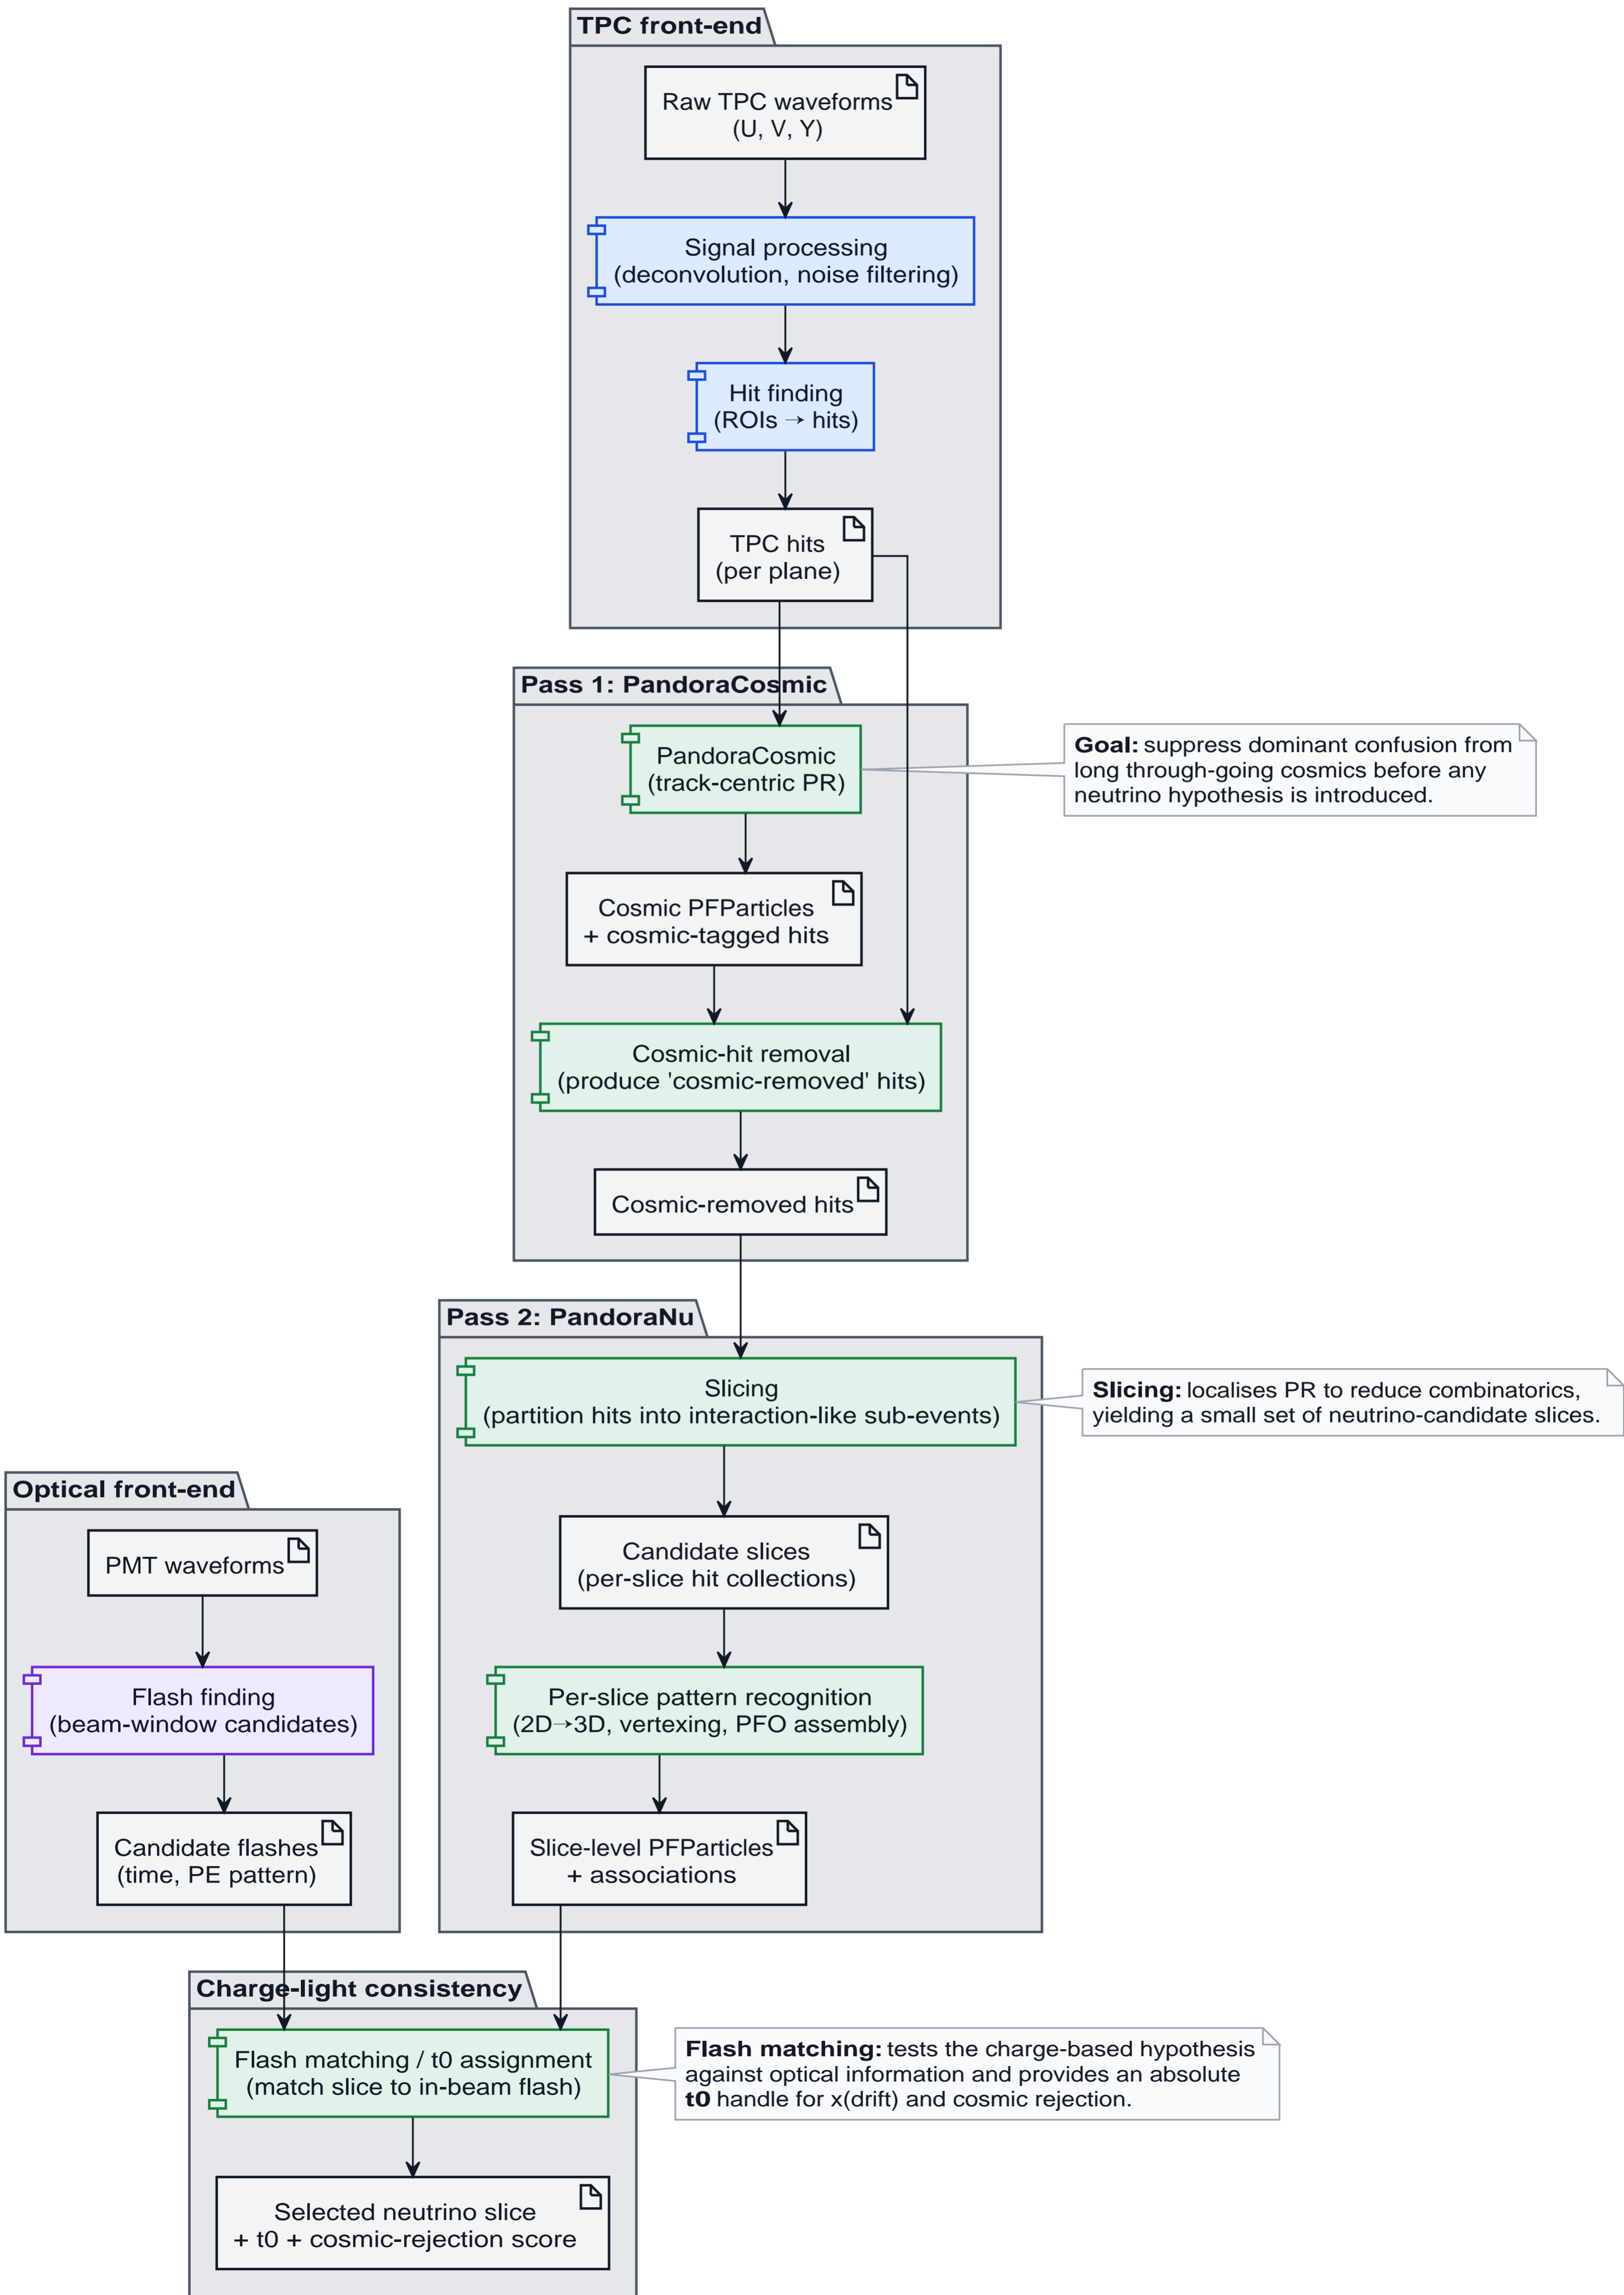 TPC front-end
Raw TPC waveforms
(U, V, Y)
Signal processing
(deconvolution, noise filtering)
Hit finding
(ROIs → hits)
TPC hits
(per plane)
Pass 1: PandoraCosmic
PandoraCosmic
(track-centric PR)
Goal: suppress dominant confusion from
long through-going cosmics before any
neutrino hypothesis is introduced.
Cosmic PFParticles
+ cosmic-tagged hits
Cosmic-hit removal
(produce 'cosmic-removed' hits)
Cosmic-removed hits
Pass 2: PandoraNu
Slicing
(partition hits into interaction-like sub-events)
Slicing: localises PR to reduce combinatorics,
yielding a small set of neutrino-candidate slices.
Candidate slices
(per-slice hit collections)
Per-slice pattern recognition
(2D→3D, vertexing, PFO assembly)
Slice-level PFParticles
+ associations
Optical front-end
PMT waveforms
Flash finding
(beam-window candidates)
Candidate flashes
(time, PE pattern)
Charge-light consistency
Flash matching / t0 assignment
(match slice to in-beam flash)
Flash matching: tests the charge-based hypothesis
against optical information and provides an absolute
t0 handle for x(drift) and cosmic rejection.
Selected neutrino slice
+ t0 + cosmic-rejection score